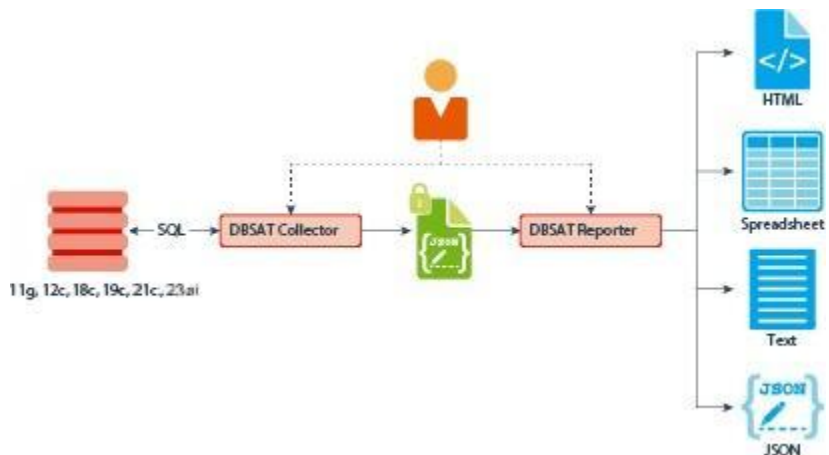 </>
HTML
Spreadsheet
SQL
DBSAT Collector
{JSON}
DBSAT Reporter
11g, 12c, 18c, 19c, 21c, 23ai
Text
{JSON}
JSON